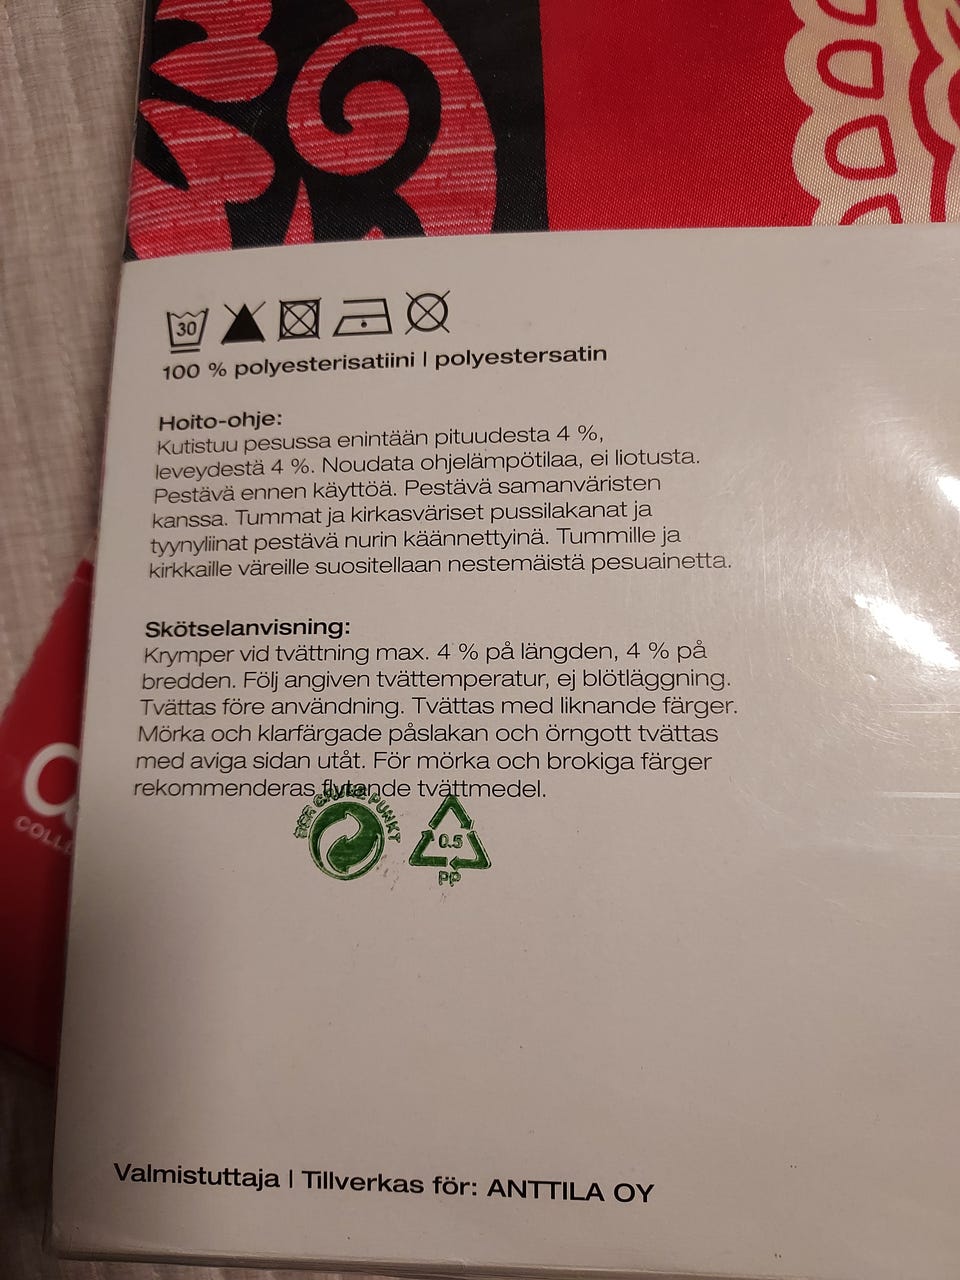 30
100 % polyesterisatiini | polyestersatin
Hoito-ohje:
Kutistuu pesussa enintään pituudesta 4 %,
leveydestä 4 %. Noudata ohjelämpötilaa, ei liotusta.
Pestävä ennen käyttöä. Pestävä samanväristen
kanssa. Tummat ja kirkasväriset pussilakanat ja
tyynyliinat pestävä nurin käännettyinä. Tummille ja
kirkkaille väreille suositellaan nestemäistä pesuainetta.
Skötselanvisning:
Krymper vid tvättning max. 4 % på längden, 4 % på
bredden. Följ angiven tvättemperatur, ej blötläggning.
Tvättas före användning. Tvättas med liknande färger.
Mörka och klarfärgade påslakan och örngott tvättas
med aviga sidan utåt. För mörka och brokiga färger
rekommenderas flytande tvättmedel.
DER GRÜNE PUNKT
0.5
PP
COLL
Valmistuttaja | Tillverkas för: ANTTILA OY